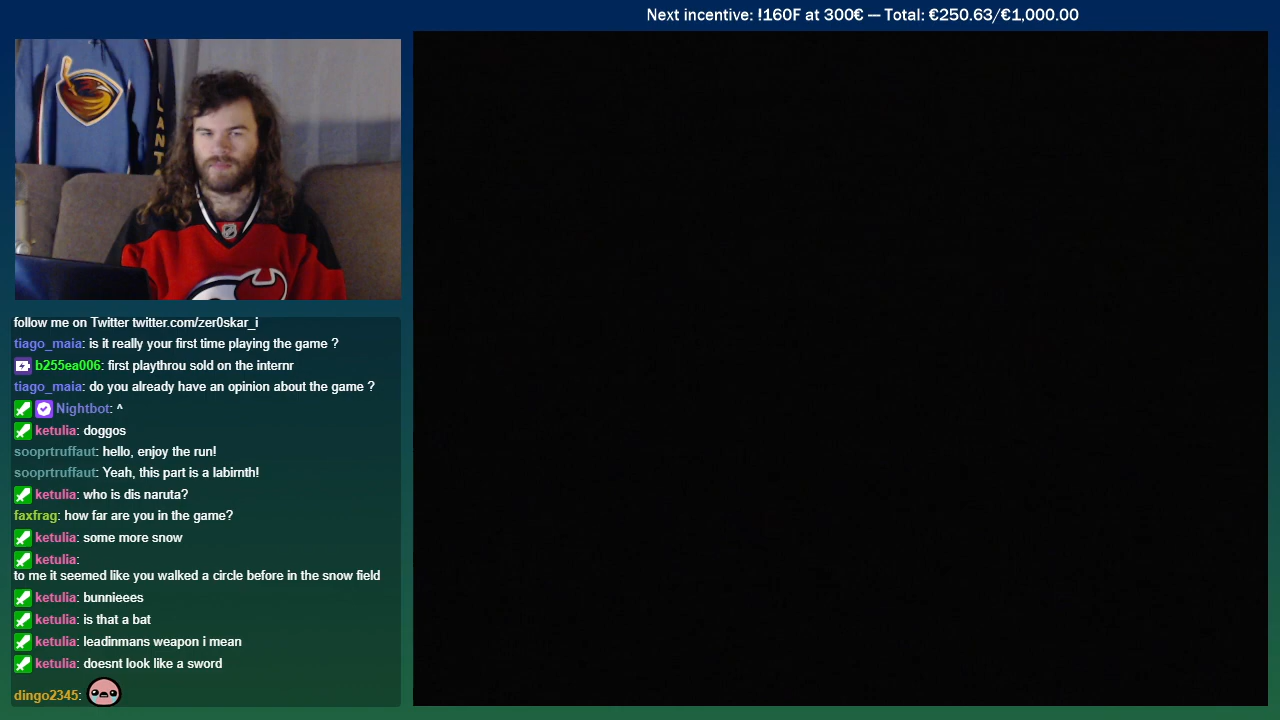 Next incentive: !160F at 300€ — Total: €250.63/€1,000.00
LANTA
follow me on Twitter twitter.com/zer0skar_i
tiago_maia: is it really your first time playing the game ?
b255ea006: first playthrou sold on the internr
tiago_maia: do you already have an opinion about the game ?
Nightbot: ^
ketulia: doggos
sooprtruffaut: hello, enjoy the run!
sooprtruffaut: Yeah, this part is a labirnth!
ketulia: who is dis naruta?
faxfrag: how far are you in the game?
ketulia: some more snow
ketulia:
to me it seemed like you walked a circle before in the snow field
ketulia: bunnieees
ketulia: is that a bat
ketulia: leadinmans weapon i mean
ketulia: doesnt look like a sword
dingo2345: